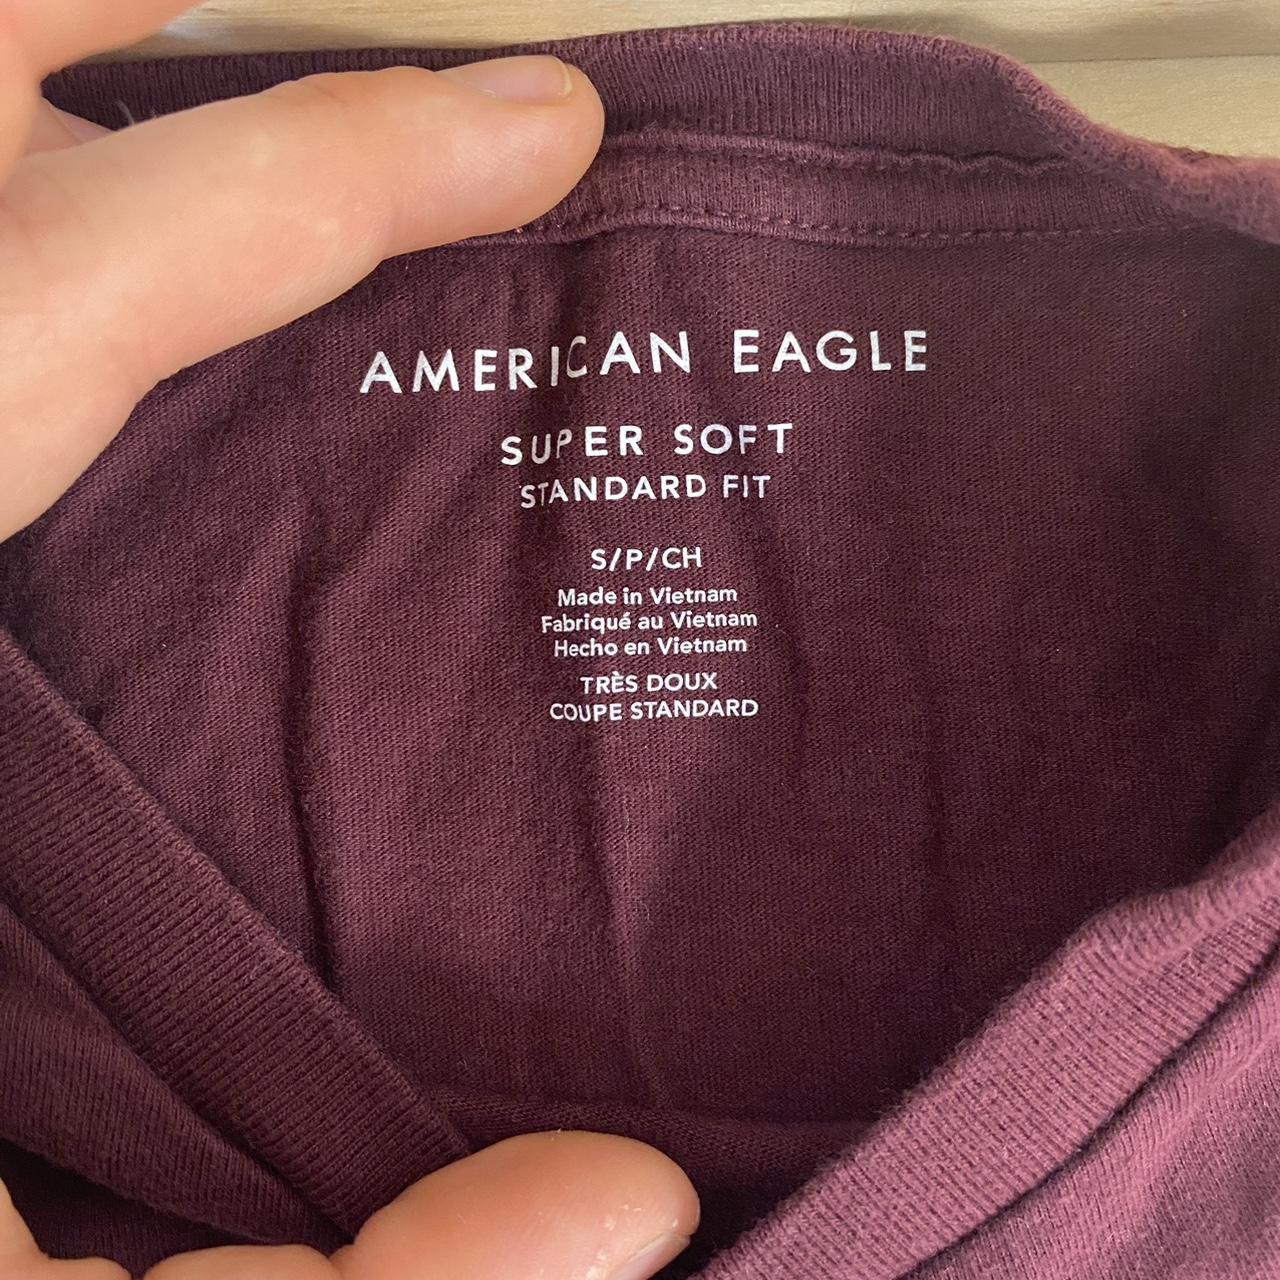 AMERICAN EAGLE
SUPER SOFT
STANDARD FIT
S/P/CH
Made in Vietnam
Fabriqué au Vietnam
Hecho en Vietnam
TRÈS DOUX
COUPE STANDARD